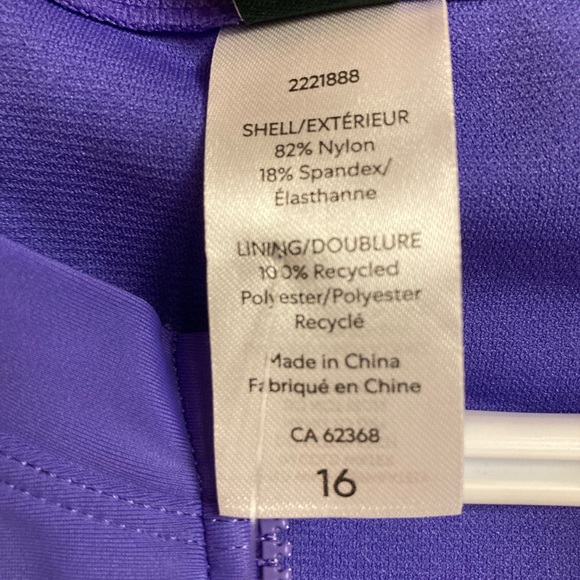 2221888
SHELL/EXTÉRIEUR
82% Nylon
18% Spandex/
Élasthanne
LINING/DOUBLURE
100% Recycled
Polyester/Polyester
Recyclé
Made in China
Fabriqué en Chine
CA 62368
16